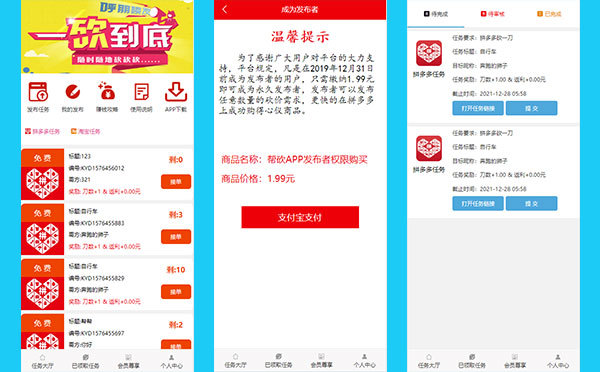 呼朋唤友
一砍到底
随时随地砍砍砍...
发布任务
我的发布
赚钱攻略
使用说明
APP下载
拼多多任务
淘宝任务
免费
标题:123
编号:KYD1576456012
需方:321
奖励: 刀数+1 & 返利+0.00元
剩:0
接单
免费
标题:自行车
编号:KYD1576455883
需方:奔跑的狮子
奖励: 刀数+1 & 返利+0.00元
剩:3
接单
免费
标题:自行车
编号:KYD1576455829
需方:奔跑的狮子
奖励: 刀数+1 & 返利+0.00元
剩:10
接单
免费
标题:帮帮
编号:KYD1576455697
需方:你好
剩:2
接单
任务大厅
已领取任务
会员尊享
个人中心
成为发布者
温馨提示
为了感谢广大用户对平台的大力支
持，平台规定，凡是在2019年12月31日
前成为发布者的用户，只需缴纳1.99元
即可成为永久发布者，发布者可以发布
任意数量的砍价需求，更快的在拼多多
上成功购得心仪商品。
商品名称：帮砍APP发布者权限购买
商品价格：1.99元
支付宝支付
任务大厅
已领取任务
会员尊享
个人中心
待完成
待审核
已完成
任务要求：拼多多砍一刀
任务标题：自行车
目标昵称：奔跑的狮子
任务奖励：刀数+1.00 & 返利+0.00元
截止时间：2021-12-28 05:58
拼多多任务
打开任务链接
提 交
任务要求：拼多多砍一刀
任务标题：自行车
目标昵称：奔跑的狮子
任务奖励：刀数+1.00 & 返利+0.00元
截止时间：2021-12-28 05:58
拼多多任务
打开任务链接
提 交
任务大厅
已领取任务
会员尊享
个人中心